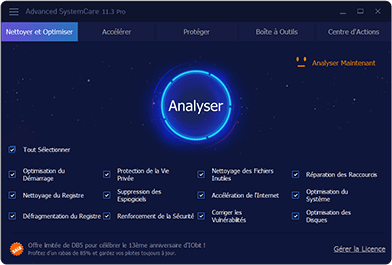 Advanced SystemCare 11.3 Pro
Nettoyer et Optimiser
Accélérer
Protéger
Boîte à Outils
Centre d'Actions
Analyser Maintenant
Analyser
Tout Sélectionner
Optimisation du
Démarrage
Protection de la Vie
Privée
Nettoyage des Fichiers
Inutiles
Réparation des Raccourcis
Nettoyage du Registre
Suppression des
Espogiciels
Accélération de l'Internet
Optimisation du
Système
Défragmentation du Registre
Renforcement de la Sécurité
Corriger les
Vulnérabilités
Optimisation des
Disques
SALE
Offre limitée de DB5 pour célébrer le 13ème anniversaire d'IObit !
Profitez d'un rabas de 85% et gardez vos pilotes toujours à jour.
Gérer la Licence